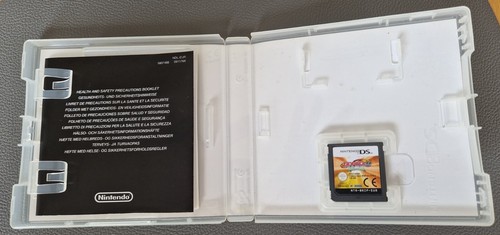 HEALTH AND SAFETY PRECAUTIONS BOOKLET
GESUNDHEITS- UND SICHERHEITSHINWEISE
LIVRET DE PRÉCAUTIONS SUR LA SANTÉ ET LA SÉCURITÉ
FOLDER MET GEZONDHEIDS- EN VEILIGHEIDSINFORMATIE
FOLLETO DE PRECAUCIONES SOBRE SALUD Y SEGURIDAD
FOLHETO DE PRECAUÇÕES DE SAÚDE E SEGURANÇA
LIBRETTO DI PRECAUZIONI PER LA SALUTE E LA SICUREZZA
HÄLSO- OCH SÄKERHETSINFORMATIONSHÄFTE
HÆFTE MED HELBREDS- OG SIKKERHEDSANVISNINGER
TERVEYS- JA TURVAOPAS
HEFTE MED HELSE- OG SIKKERHETSFORHOLDSREGLER
Nintendo
NINTENDO DS
CE